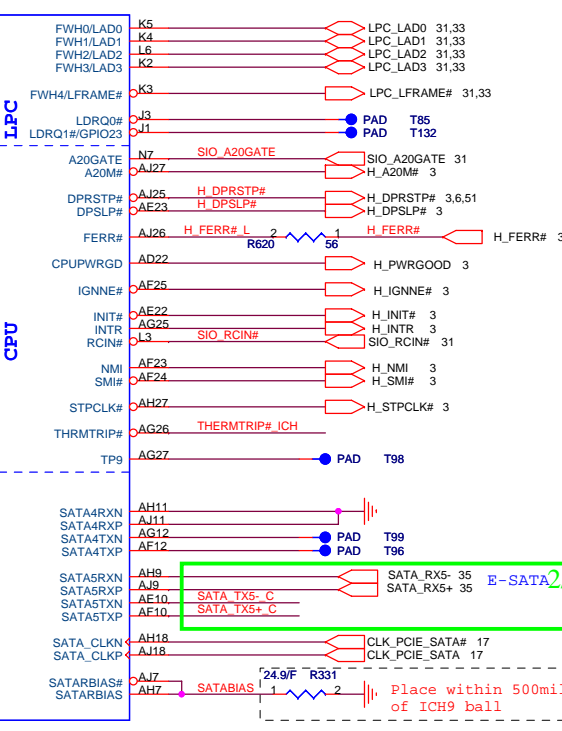 FWH0/LAD0 K5 LPC_LAD0 31,33
FWH1/LAD1 K4 LPC_LAD1 31,33
FWH2/LAD2 L6 LPC_LAD2 31,33
FWH3/LAD3 K2 LPC_LAD3 31,33
FWH4/LFRAME# K3 LPC_LFRAME# 31,33
LPC
LDRQ0# J3 PAD T85
LDRQ1#/GPIO23 J1 PAD T132
A20GATE N7 SIO_A20GATE SIO_A20GATE 31
A20M# AJ27 H_A20M# 3
DPRSTP# AJ25 H_DPRSTP# H_DPRSTP# 3,6,51
DPSLP# AE23 H_DPSLP# H_DPSLP# 3
FERR# AJ26 H_FERR#_L 2 1 H_FERR# H_FERR# 3
R620 56
CPUPWRGD AD22 H_PWRGOOD 3
IGNNE# AF25 H_IGNNE# 3
INIT# AE22 H_INIT# 3
INTR AG25 H_INTR 3
RCIN# L3 SIO_RCIN# SIO_RCIN# 31
CPU
NMI AF23 H_NMI 3
SMI# AF24 H_SMI# 3
STPCLK# AH27 H_STPCLK# 3
THRMTRIP# AG26 THERMTRIP#_ICH
TP9 AG27 PAD T98
SATA4RXN AH11
SATA4RXP AJ11
SATA4TXN AG12 PAD T99
SATA4TXP AF12 PAD T96
SATA5RXN AH9 SATA_RX5- 35 E-SATA
SATA5RXP AJ9 SATA_RX5+ 35
SATA5TXN AE10 SATA_TX5-_C
SATA5TXP AF10 SATA_TX5+_C
SATA_CLKN AH18 CLK_PCIE_SATA# 17
SATA_CLKP AJ18 CLK_PCIE_SATA 17
SATARBIAS# AJ7 24.9/F R331
SATARBIAS AH7 SATABIAS 1 2 Place within 500mil
of ICH9 ball